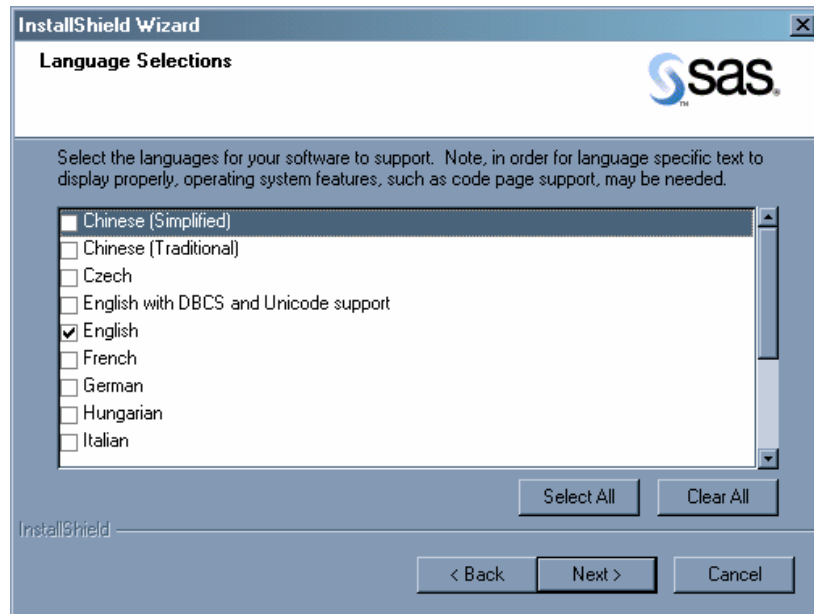 InstallShield Wizard
Language Selections
sas.
TM
Select the languages for your software to support. Note, in order for language specific text to
display properly, operating system features, such as code page support, may be needed.
Chinese (Simplified)
Chinese (Traditional)
Czech
English with DBCS and Unicode support
English
French
German
Hungarian
Italian
Select All
Clear All
InstallShield
< Back
Next >
Cancel